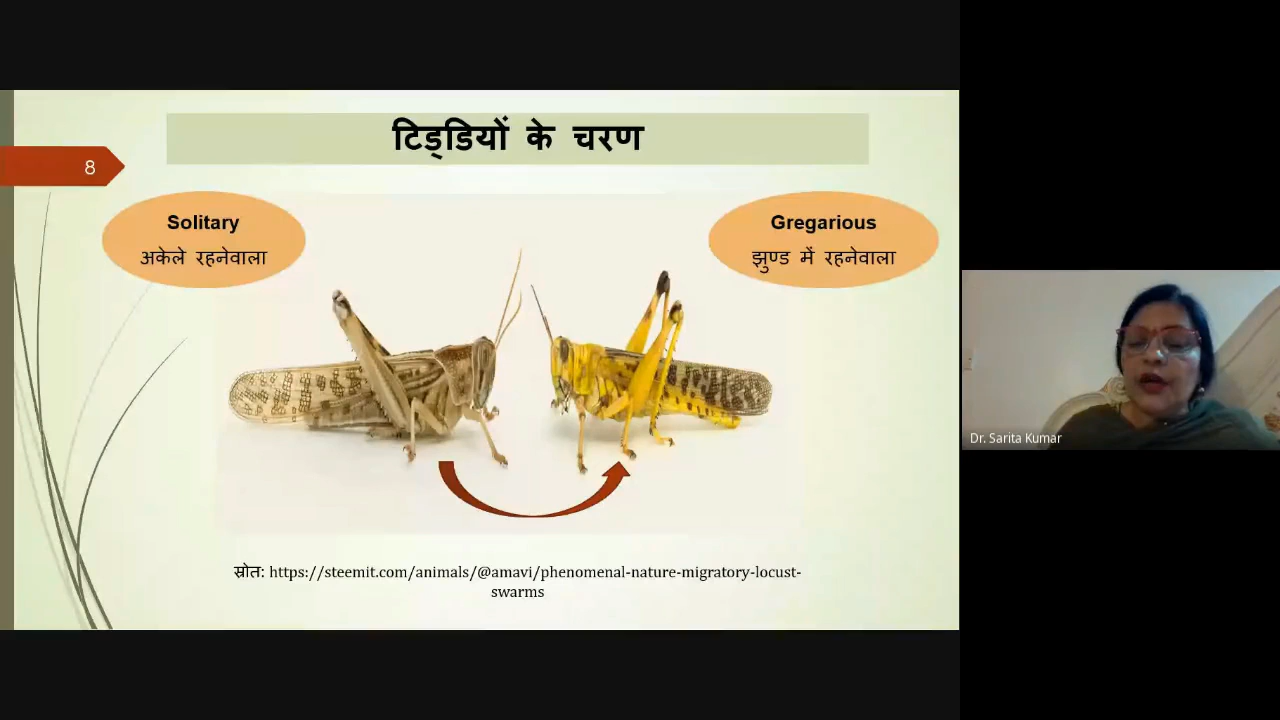 टिड्डियों के चरण
8
Solitary
अकेले रहनेवाला
Gregarious
झुण्ड में रहनेवाला
स्रोत: https://steemit.com/animals/@amavi/phenomenal-nature-migratory-locust-
swarms
Dr. Sarita Kumar